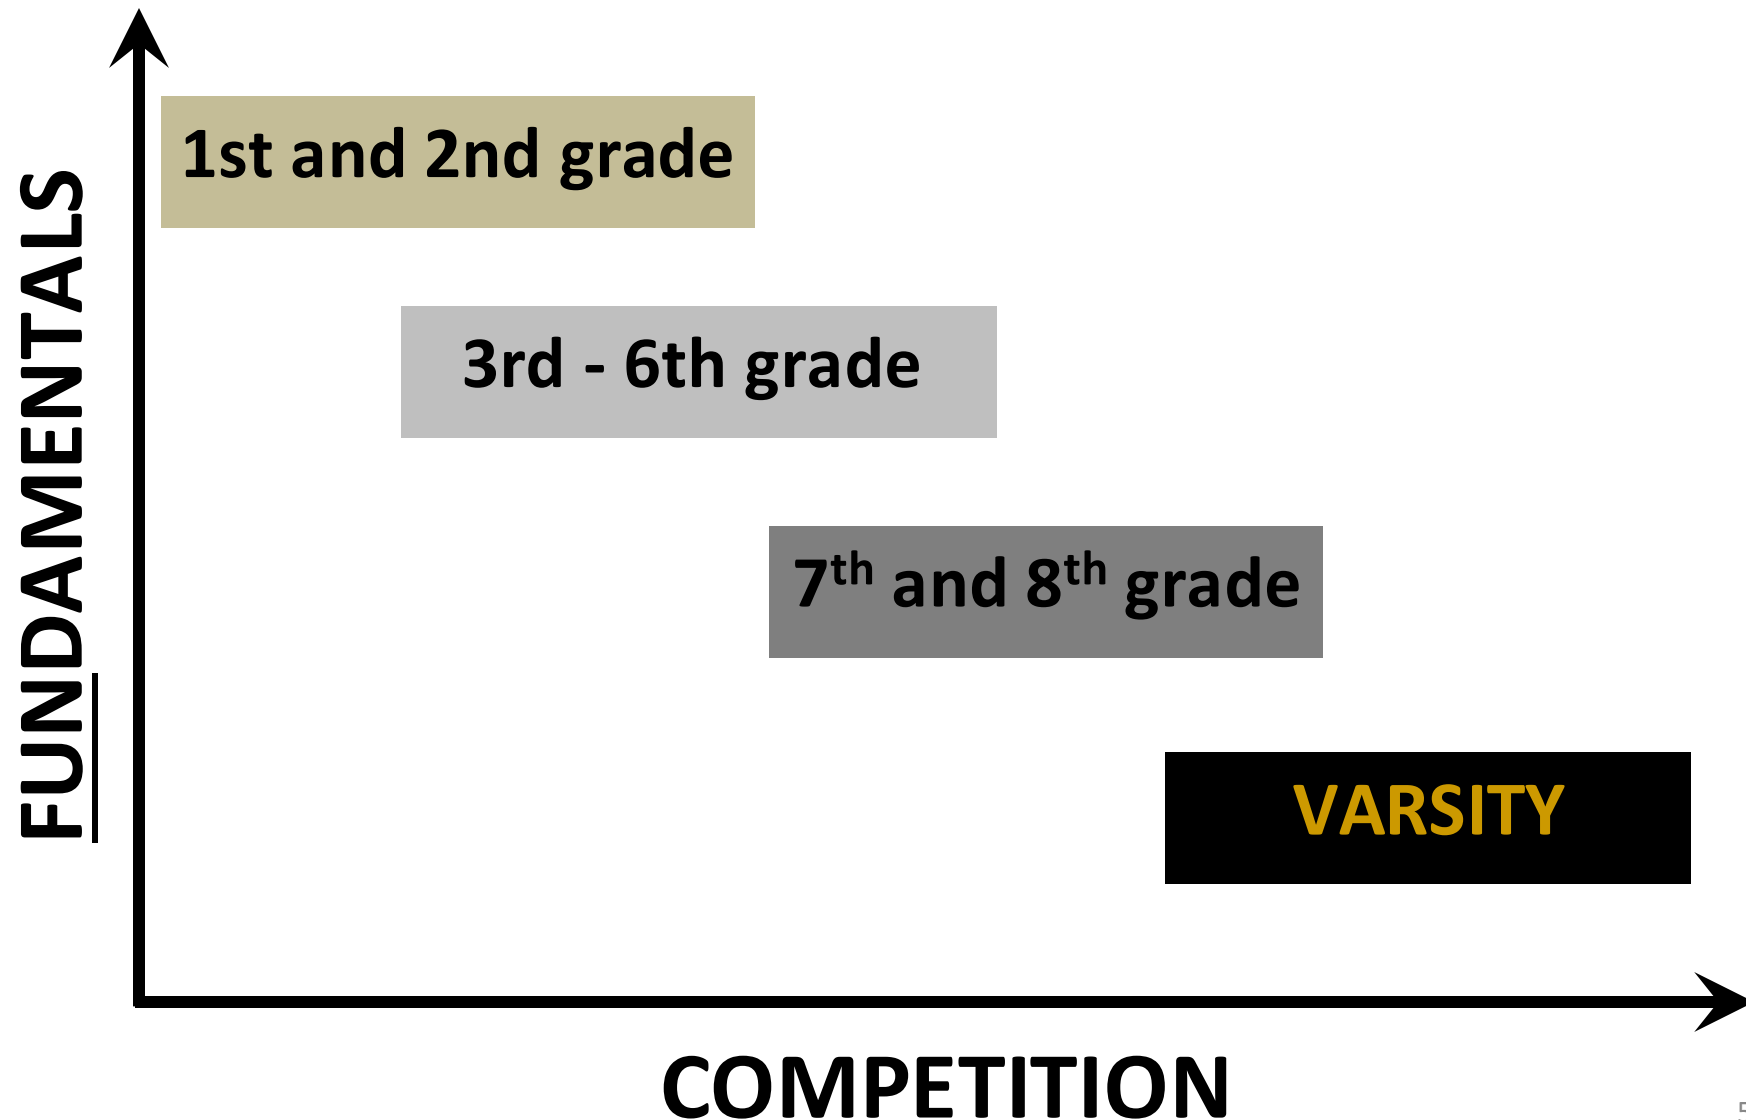 FUNDAMENTALS
1st and 2nd grade
3rd - 6th grade
7th and 8th grade
VARSITY
COMPETITION